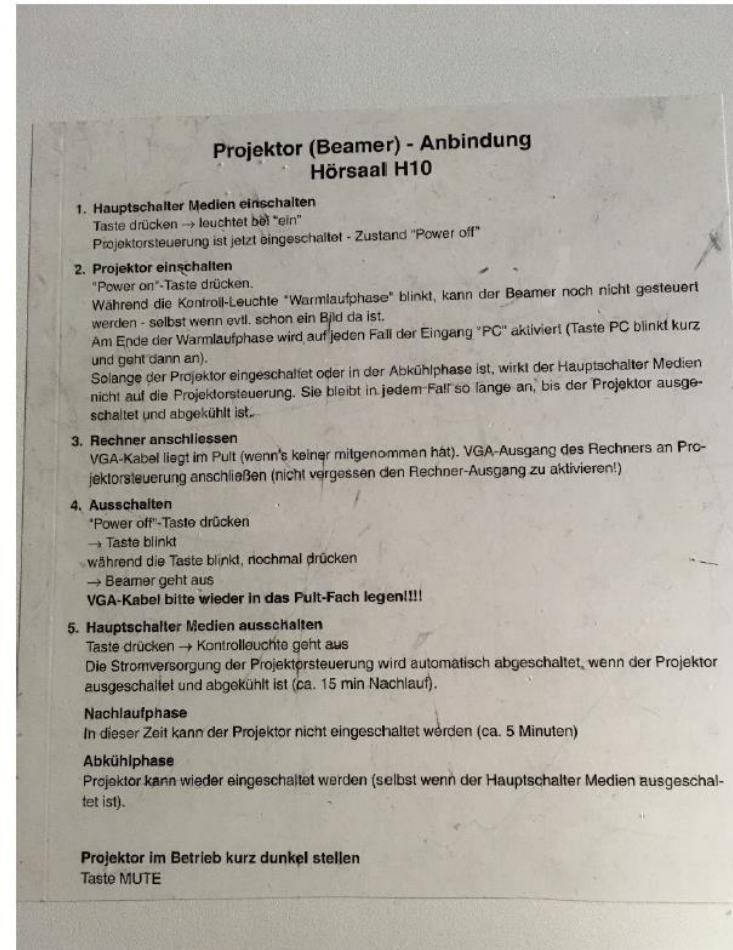 Projektor (Beamer) - Anbindung
Hörsaal H10
1. Hauptschalter Medien einschalten
Taste drücken → leuchtet bei "ein"
Projektorsteuerung ist jetzt eingeschaltet - Zustand "Power off"
2. Projektor einschalten
"Power on"-Taste drücken.
Während die Kontroll-Leuchte "Warmlaufphase" blinkt, kann der Beamer noch nicht gesteuert
werden - selbst wenn evtl. schon ein Bild da ist.
Am Ende der Warmlaufphase wird auf jeden Fall der Eingang "PC" aktiviert (Taste PC blinkt kurz
und geht dann an).
Solange der Projektor eingeschaltet oder in der Abkühlphase ist, wirkt der Hauptschalter Medien
nicht auf die Projektorsteuerung. Sie bleibt in jedem Fall so lange an, bis der Projektor ausge-
schaltet und abgekühlt ist.
3. Rechner anschliessen
VGA-Kabel liegt im Pult (wenn's keiner mitgenommen hat). VGA-Ausgang des Rechners an Pro-
jektorsteuerung anschließen (nicht vergessen den Rechner-Ausgang zu aktivieren!)
4. Ausschalten
"Power off"-Taste drücken
→ Taste blinkt
während die Taste blinkt, nochmal drücken
→ Beamer geht aus
VGA-Kabel bitte wieder in das Pult-Fach legen!!!!
5. Hauptschalter Medien ausschalten
Taste drücken → Kontrolleuchte geht aus
Die Stromversorgung der Projektorsteuerung wird automatisch abgeschaltet, wenn der Projektor
ausgeschaltet und abgekühlt ist (ca. 15 min Nachlauf).
Nachlaufphase
In dieser Zeit kann der Projektor nicht eingeschaltet werden (ca. 5 Minuten)
Abkühlphase
Projektor kann wieder eingeschaltet werden (selbst wenn der Hauptschalter Medien ausgeschal-
tet ist).
Projektor im Betrieb kurz dunkel stellen
Taste MUTE